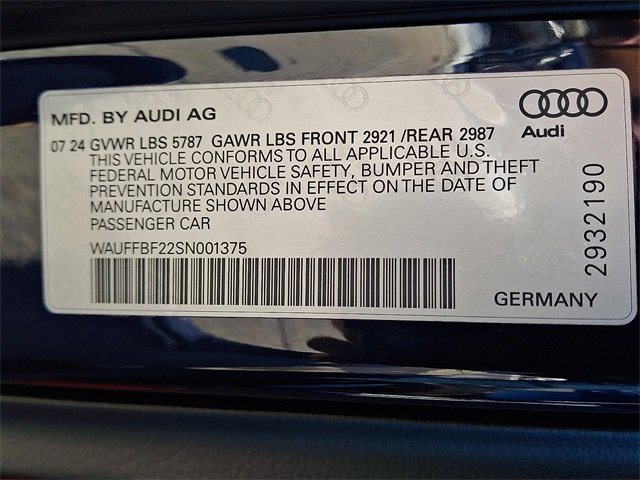 MFD. BY AUDI AG
Audi
07 24 GVWR LBS 5787 GAWR LBS FRONT 2921 /REAR 2987
THIS VEHICLE CONFORMS TO ALL APPLICABLE U.S.
FEDERAL MOTOR VEHICLE SAFETY, BUMPER AND THEFT
PREVENTION STANDARDS IN EFFECT ON THE DATE OF
MANUFACTURE SHOWN ABOVE
PASSENGER CAR
WAUFFBF22SN001375
2932190
GERMANY